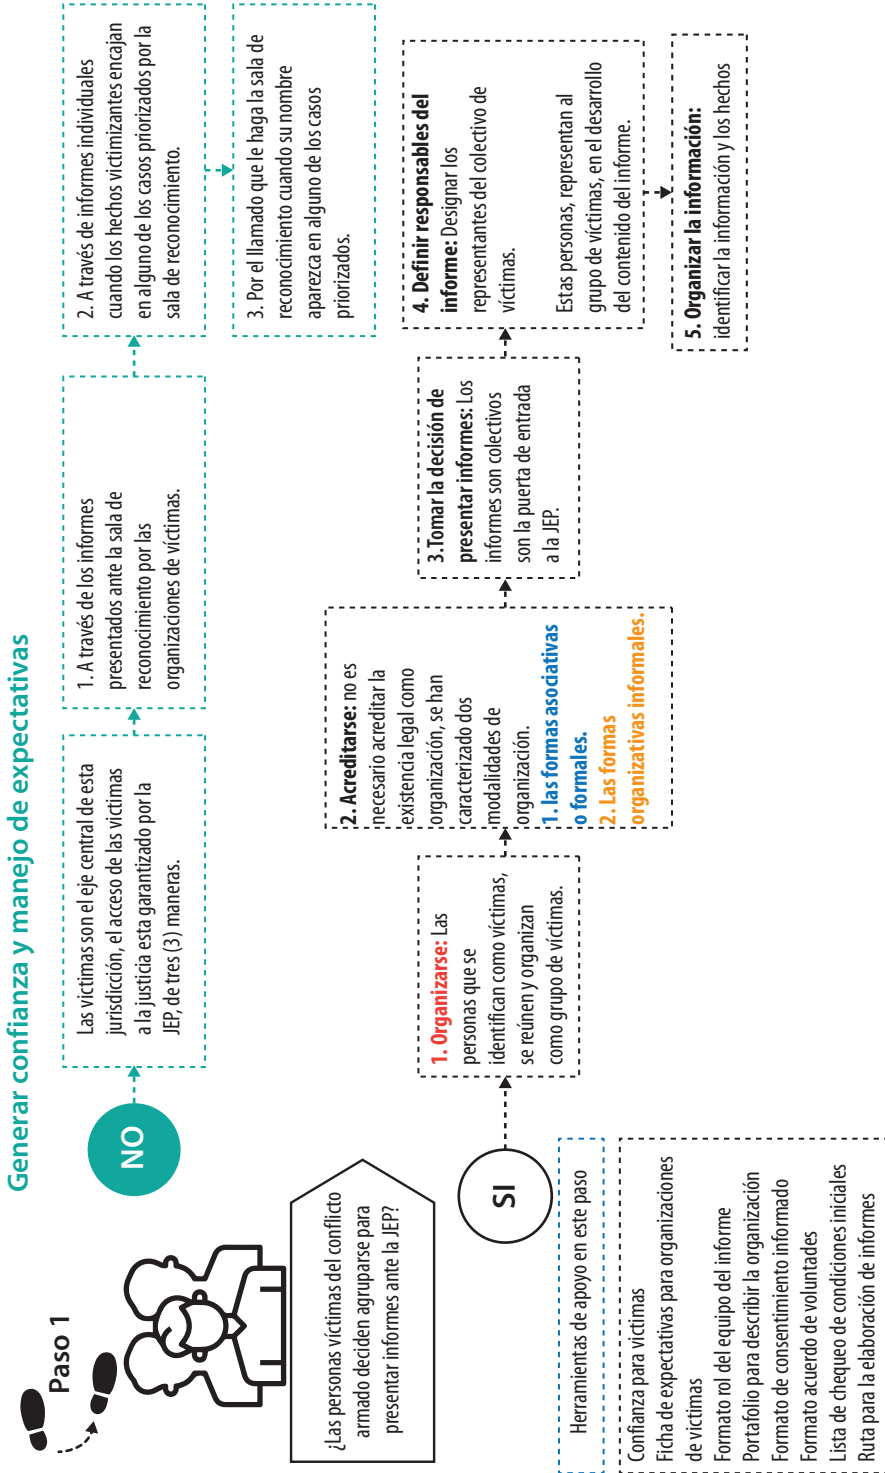 Generar confianza y manejo de expectativas
Paso 1
¿Las personas víctimas del conflicto
armado deciden agruparse para
presentar informes ante la JEP?
NO
Las víctimas son el eje central de esta
jurisdicción, el acceso de las victimas
a la justicia esta garantizado por la
JEP, de tres (3) maneras.
1. A través de los informes
presentados ante la sala de
reconocimiento por las
organizaciones de víctimas.
2. A través de informes individuales
cuando los hechos victimizantes encajan
en alguno de los casos priorizados por la
sala de reconocimiento.
3. Por el llamado que le haga la sala de
reconocimiento cuando su nombre
aparezca en alguno de los casos
priorizados.
SI
1. Organizarse: Las
personas que se
identifican como víctimas,
se reúnen y organizan
como grupo de víctimas.
2. Acreditarse: no es
necesario acreditar la
existencia legal como
organización, se han
caracterizado dos
modalidades de
organización.
1. las formas asociativas
o formales.
2. Las formas
organizativas informales.
3.Tomar la decisión de
presentar informes: Los
informes son colectivos
son la puerta de entrada
a la JEP.
4. Definir responsables del
informe: Designar los
representantes del colectivo de
víctimas.
Estas personas, representan al
grupo de víctimas, en el desarrollo
del contenido del informe.
5. Organizar la información:
identificar la información y los hechos
Herramientas de apoyo en este paso
Confianza para victimas
Ficha de expectativas para organizaciones
de victimas
Formato rol del equipo del informe
Portafolio para describir la organización
Formato de consentimiento informado
Formato acuerdo de voluntades
Lista de chequeo de condiciones iniciales
Ruta para la elaboración de informes